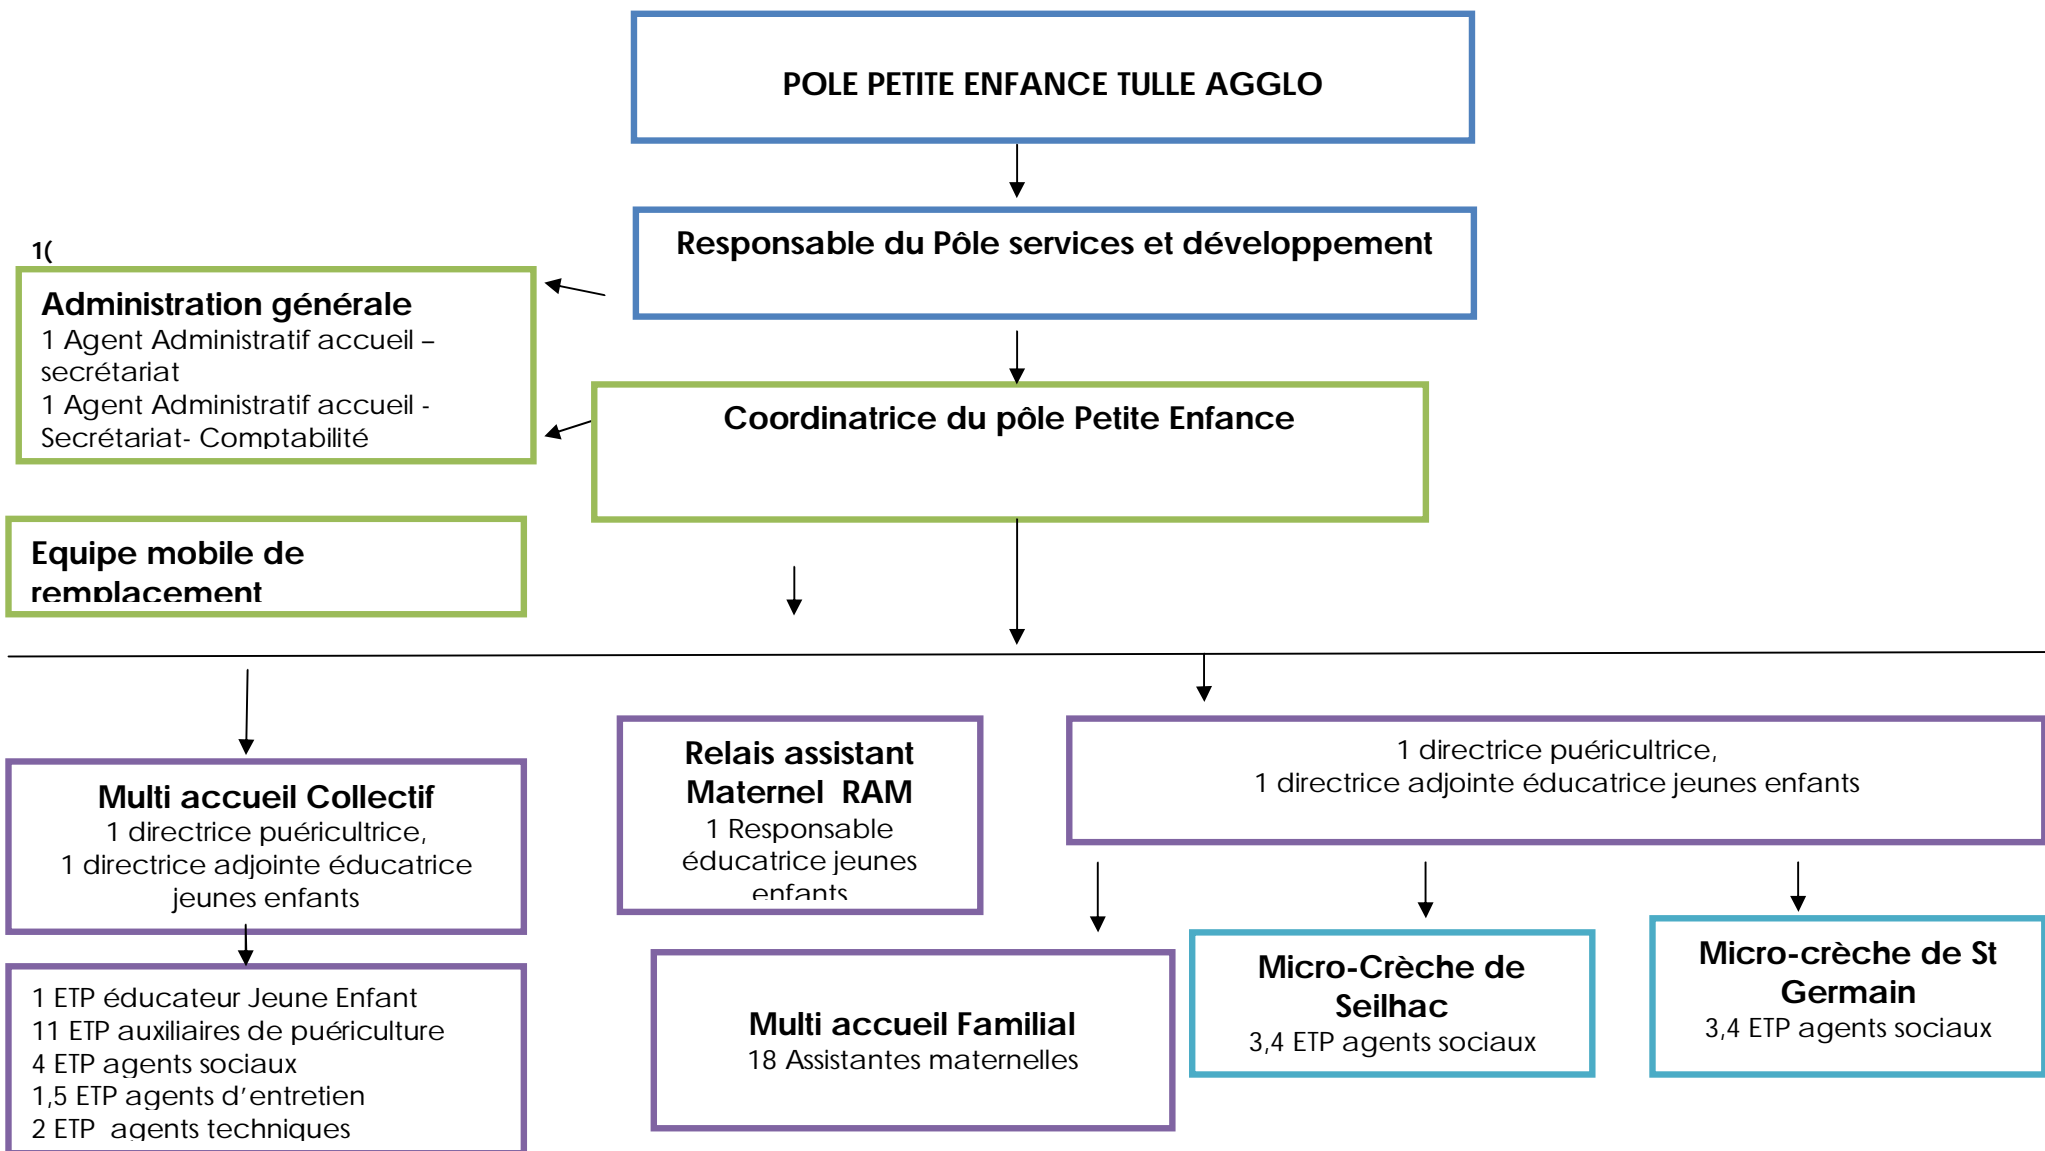 POLE PETITE ENFANCE TULLE AGGLO
Responsable du Pôle services et développement
1(
Administration générale
1 Agent Administratif accueil –
secrétariat
1 Agent Administratif accueil -
Secrétariat- Comptabilité
Coordinatrice du pôle Petite Enfance
Equipe mobile de
remplacement
Multi accueil Collectif
1 directrice puéricultrice,
1 directrice adjointe éducatrice
jeunes enfants
1 ETP éducateur Jeune Enfant
11 ETP auxiliaires de puériculture
4 ETP agents sociaux
1,5 ETP agents d’entretien
2 ETP  agents techniques
Relais assistant
Maternel  RAM
1 Responsable
éducatrice jeunes
enfants
1 directrice puéricultrice,
1 directrice adjointe éducatrice jeunes enfants
Multi accueil Familial
18 Assistantes maternelles
Micro-Crèche de
Seilhac
3,4 ETP agents sociaux
Micro-crèche de St
Germain
3,4 ETP agents sociaux